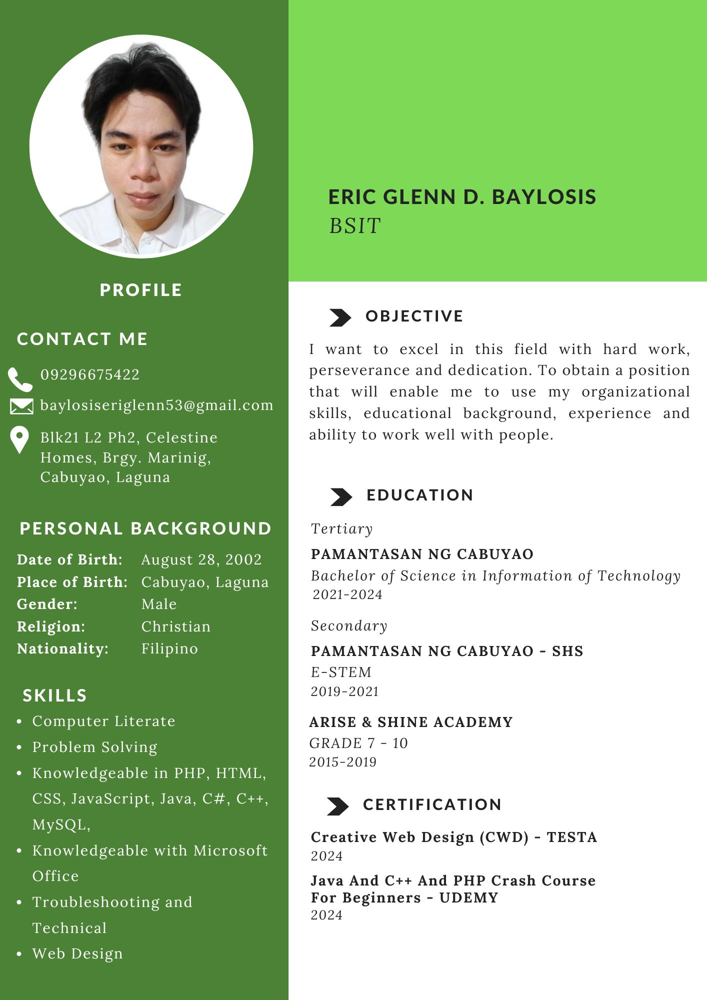 ERIC GLENN D. BAYLOSIS
BSIT
PROFILE
CONTACT ME
09296675422
baylosiseriglenn53@gmail.com
Blk21 L2 Ph2, Celestine
Homes, Brgy. Marinig,
Cabuyao, Laguna
PERSONAL BACKGROUND
Date of Birth: August 28, 2002
Place of Birth: Cabuyao, Laguna
Gender: Male
Religion: Christian
Nationality: Filipino
SKILLS
• Computer Literate
• Problem Solving
• Knowledgeable in PHP, HTML,
CSS, JavaScript, Java, C#, C++,
MySQL,
• Knowledgeable with Microsoft
Office
• Troubleshooting and
Technical
• Web Design
OBJECTIVE
I want to excel in this field with hard work,
perseverance and dedication. To obtain a position
that will enable me to use my organizational
skills, educational background, experience and
ability to work well with people.
EDUCATION
Tertiary
PAMANTASAN NG CABUYAO
Bachelor of Science in Information of Technology
2021-2024
Secondary
PAMANTASAN NG CABUYAO - SHS
E-STEM
2019-2021
ARISE & SHINE ACADEMY
GRADE 7 - 10
2015-2019
CERTIFICATION
Creative Web Design (CWD) - TESTA
2024
Java And C++ And PHP Crash Course
For Beginners - UDEMY
2024